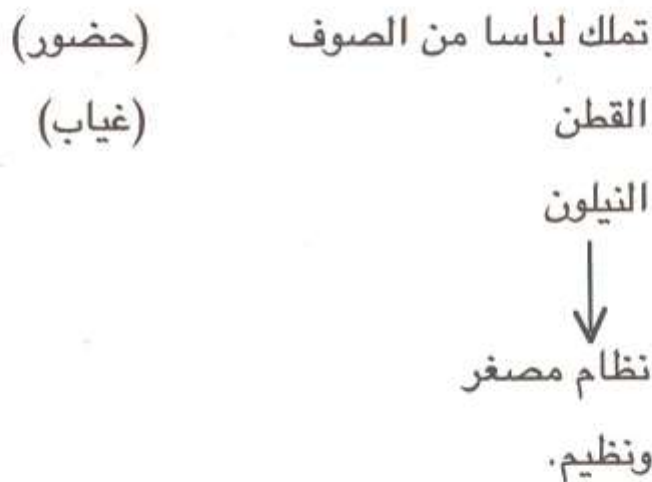 تملك لباسا من الصوف (حضور)
القطن (غياب)
النيلون
نظام مصغر
ونظيم.